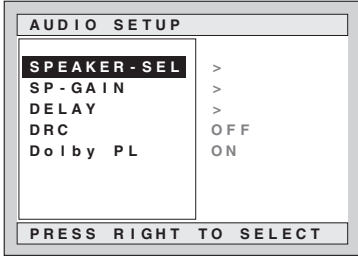 AUDIO SETUP
SPEAKER-SEL >
SP-GAIN >
DELAY >
DRC OFF
Dolby PL ON
PRESS RIGHT TO SELECT